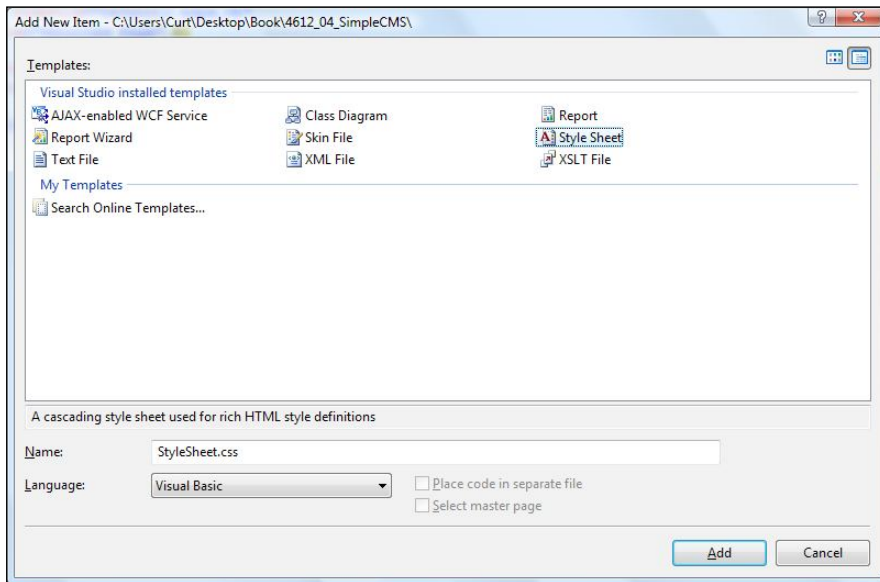 Add New Item - C:\Users\Curt\Desktop\Book\4612_04_SimpleCMS\
Templates:
Visual Studio installed templates
AJAX-enabled WCF Service
Class Diagram
Report
Report Wizard
Skin File
Style Sheet
Text File
XML File
XSLT File
My Templates
Search Online Templates...
A cascading style sheet used for rich HTML style definitions
Name:
StyleSheet.css
Language:
Visual Basic
Place code in separate file
Select master page
Add
Cancel